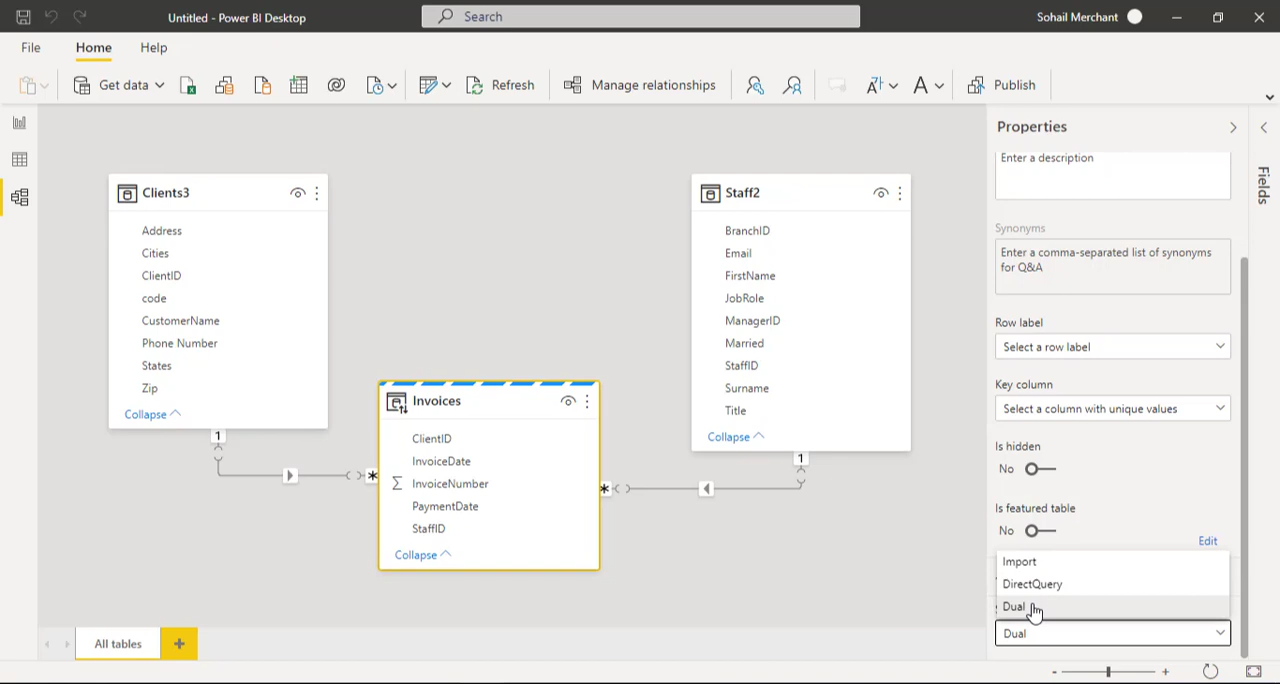 Untitled - Power BI Desktop
Search
Sohail Merchant
File
Home
Help
Get data
Refresh
Manage relationships
Publish
Clients3
Address
Cities
ClientID
code
CustomerName
Phone Number
States
Zip
Collapse
1
*
Invoices
ClientID
InvoiceDate
InvoiceNumber
PaymentDate
StaffID
Collapse
Staff2
BranchID
Email
FirstName
JobRole
ManagerID
Married
StaffID
Surname
Title
Collapse
1
*
Properties
Fields
Enter a description
Synonyms
Enter a comma-separated list of synonyms
for Q&A
Row label
Select a row label
Key column
Select a column with unique values
Is hidden
No
Is featured table
No
Edit
Import
DirectQuery
Dual
Dual
All tables
+
- +